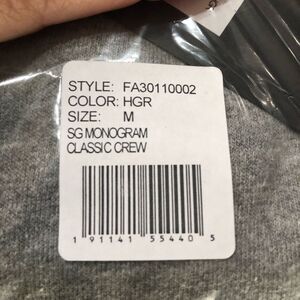 STYLE: FA30110002
COLOR: HGR
SIZE: M
SG MONOGRAM
CLASSIC CREW
1 91141 55440 5